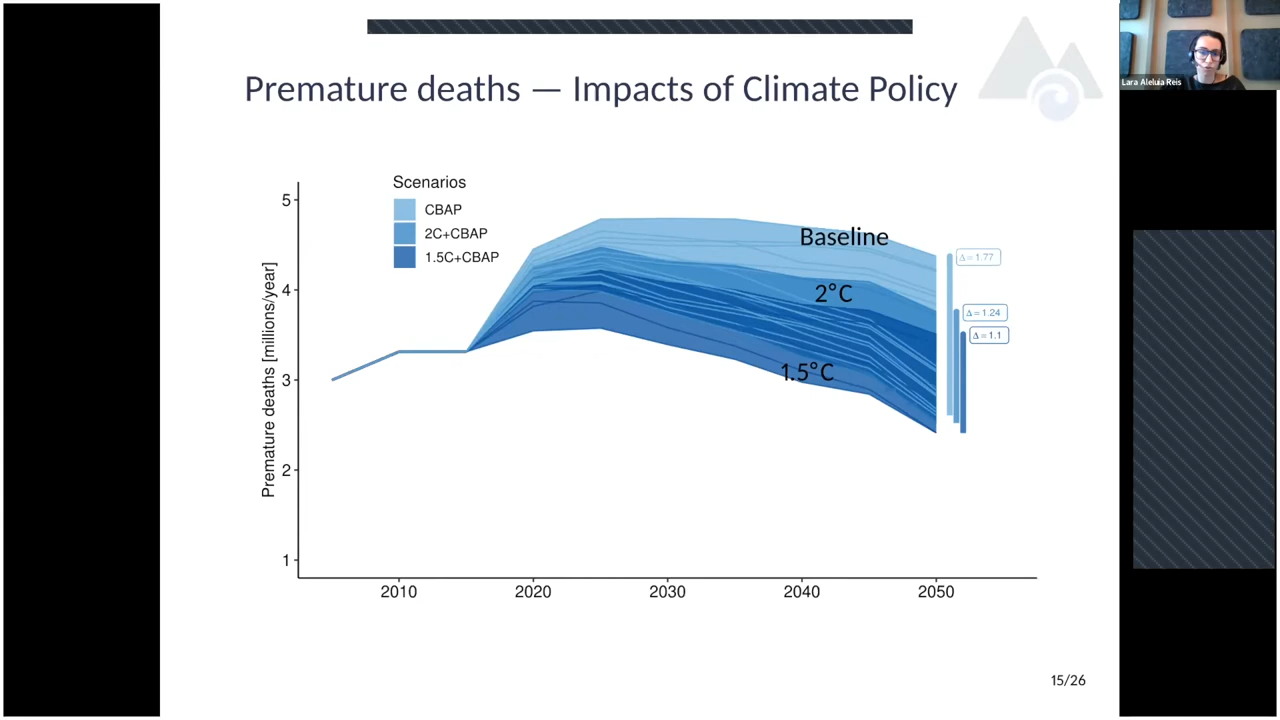 Premature deaths — Impacts of Climate Policy
Lara Aleluia Reis
Scenarios
CBAP
2C+CBAP
1.5C+CBAP
Premature deaths [millions/year]
5
4
3
2
1
Baseline
2°C
1.5°C
Δ = 1.77
Δ = 1.24
Δ = 1.1
2010
2020
2030
2040
2050
15/26